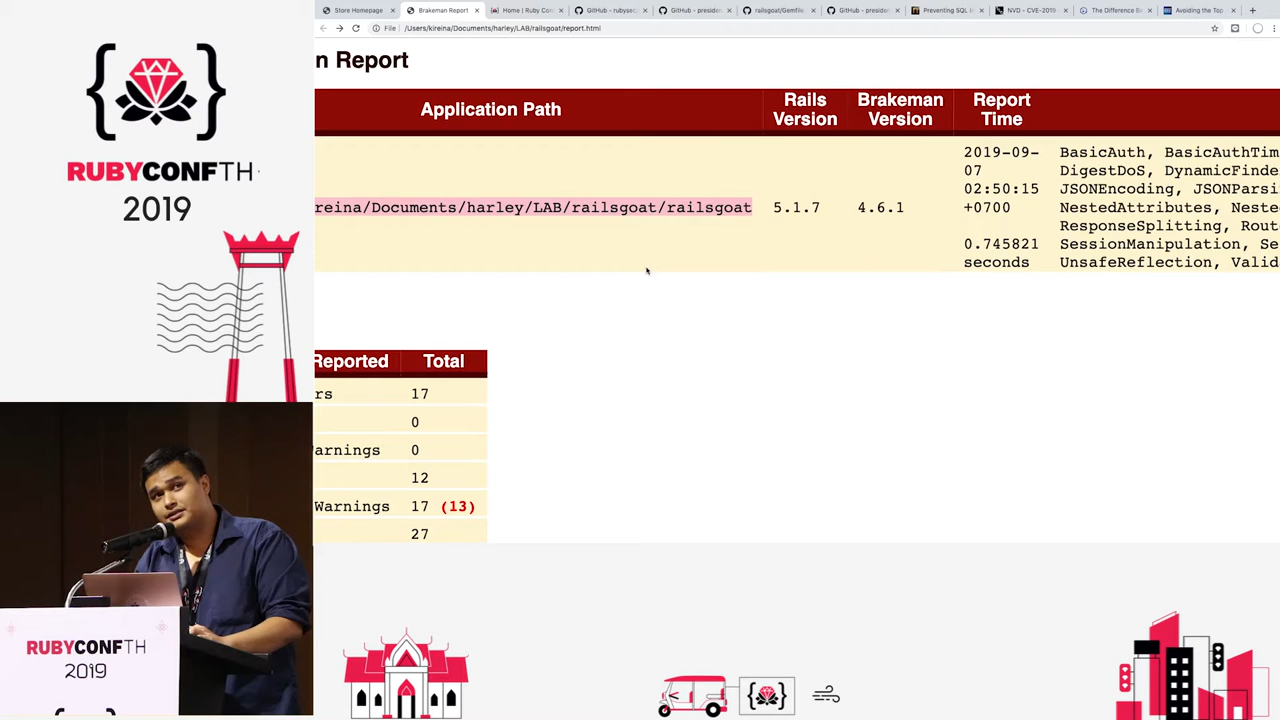 RUBYCONFTH
2019
Store Homepage
Brakeman Report
Home | Ruby Con
GitHub - rubysec
GitHub - presiden
railsgoat/Gemfile
GitHub - presiden
Preventing SQL I
NVD - CVE-2019
The Difference Be
Avoiding the Top
File
/Users/kireina/Documents/harley/LAB/railsgoat/report.html
n Report
Application Path
Rails
Version
Brakeman
Version
Report
Time
reina/Documents/harley/LAB/railsgoat/railsgoat
5.1.7
4.6.1
2019-09-
07
02:50:15
+0700
0.745821
seconds
BasicAuth, BasicAuthTim
DigestDoS, DynamicFinde
JSONEncoding, JSONParsi
NestedAttributes, Neste
ResponseSplitting, Rout
SessionManipulation, Se
UnsafeReflection, Valid
Reported
Total
rs
17
0
arnings
0
12
Warnings
17 (13)
27
RUBYCONFTH
2019